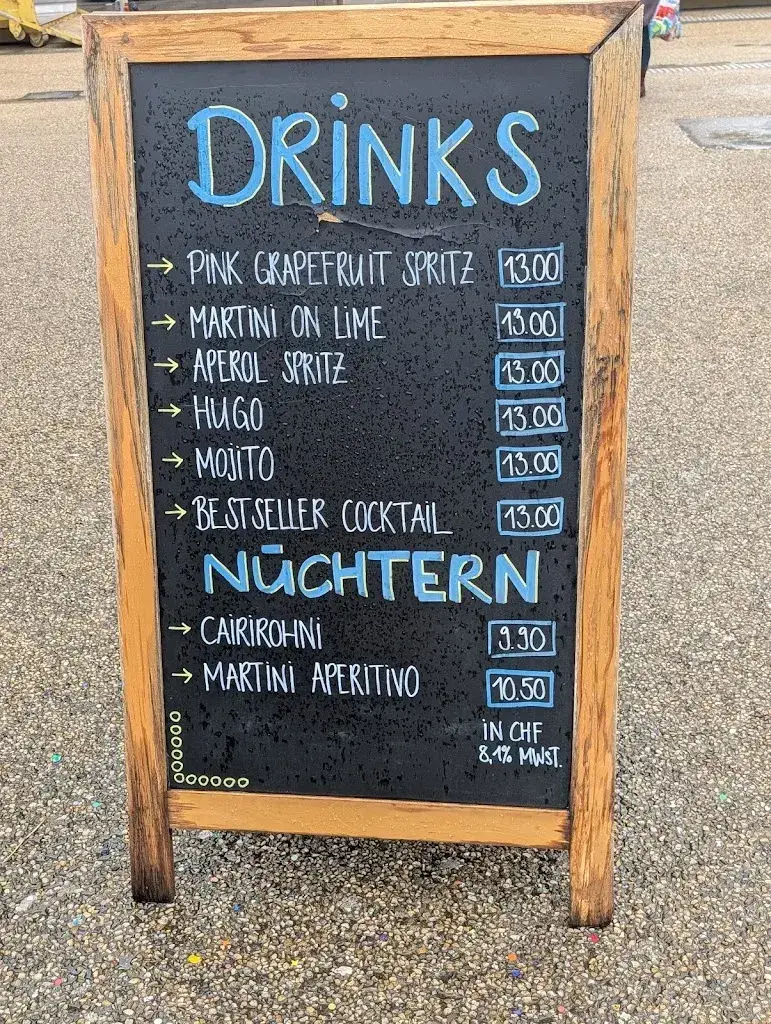 DRINKS
→ PINK GRAPEFRUIT SPRITZ 13.00
→ MARTINI ON LIME 13.00
→ APEROL SPRITZ 13.00
→ HUGO 13.00
→ MOJITO 13.00
→ BESTSELLER COCKTAIL 13.00
NÜCHTERN
→ CAIRIROHNI 9.90
→ MARTINI APERITIVO 10.50
IN CHF
8,1% MWST.